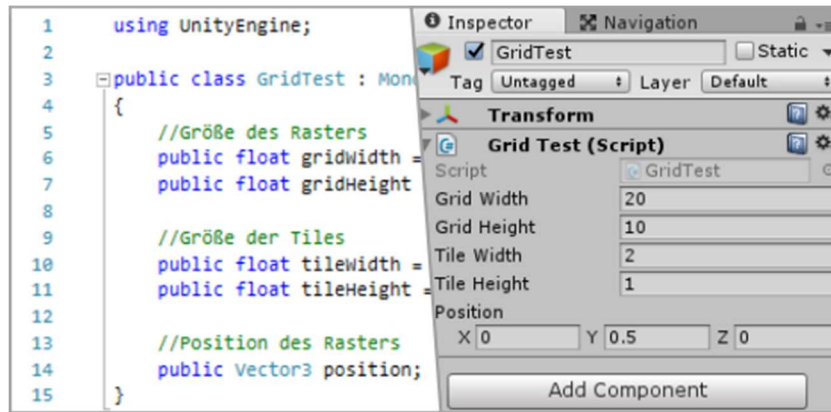 1 using UnityEngine;
2
3 public class GridTest : Mono
4 {
5 //Größe des Rasters
6 public float gridWidth =
7 public float gridHeight
8
9 //Größe der Tiles
10 public float tileWidth =
11 public float tileHeight =
12
13 //Position des Rasters
14 public Vector3 position;
15 }
Inspector Navigation
GridTest Static
Tag Untagged Layer Default
Transform
Grid Test (Script)
Script GridTest
Grid Width 20
Grid Height 10
Tile Width 2
Tile Height 1
Position
X 0 Y 0.5 Z 0
Add Component